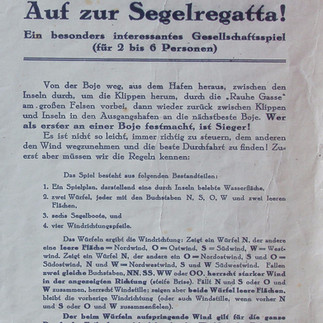 Auf zur Segelregatta!
Ein besonders interessantes Gesellschaftsspiel
(für 2 bis 6 Personen)
Von der Boje weg, aus dem Hafen heraus, zwischen den
Inseln durch, um die Klippen herum, durch die „Rauhe Gasse“
am großen Felsen vorbei, dann wieder zurück zwischen Klippen
und Inseln in den Ausgangshafen an die nächstbeste Boje. Wer
als erster an einer Boje festmacht, ist Sieger!
Es ist nicht so leicht, immer richtig zu steuern, dem anderen
den Wind wegzunehmen und die beste Durchfahrt zu finden! Zu-
erst aber müssen wir die Regeln kennen:
Das Spiel besteht aus folgenden Bestandteilen:
1. Ein Spielplan, darstellend eine durch Inseln belebte Wasserfläche,
2. zwei Würfel, jeder mit den Buchstaben N, S, O, W und zwei leeren
Flächen,
3. sechs Segelboote, und
4. vier Windrichtungspfeile.
Das Würfeln ergibt die Windrichtung: Zeigt ein Würfel N, der andere
eine leere Fläche = Nordwind, O = Ostwind, S = Südwind, W = West-
wind. Zeigt ein Würfel N, der andere ein O = Nordostwind, S und O =
Südostwind, N und W = Nordwestwind, S und W Südwestwind. Fallen
zwei gleiche Buchstaben, NN, SS, WW oder OO, herrscht starker Wind
in der angezeigten Richtung (steife Brise). Fällt N und S oder O und
W zusammen, herrscht Windstille; zeigen aber beide Würfel leere Flächen,
bleibt die vorherige Windrichtung (oder auch Windstille, wenn vorher N
und S oder O und W zusammenfielen).
Der beim Würfeln ausspringende Wind gilt für die ganze